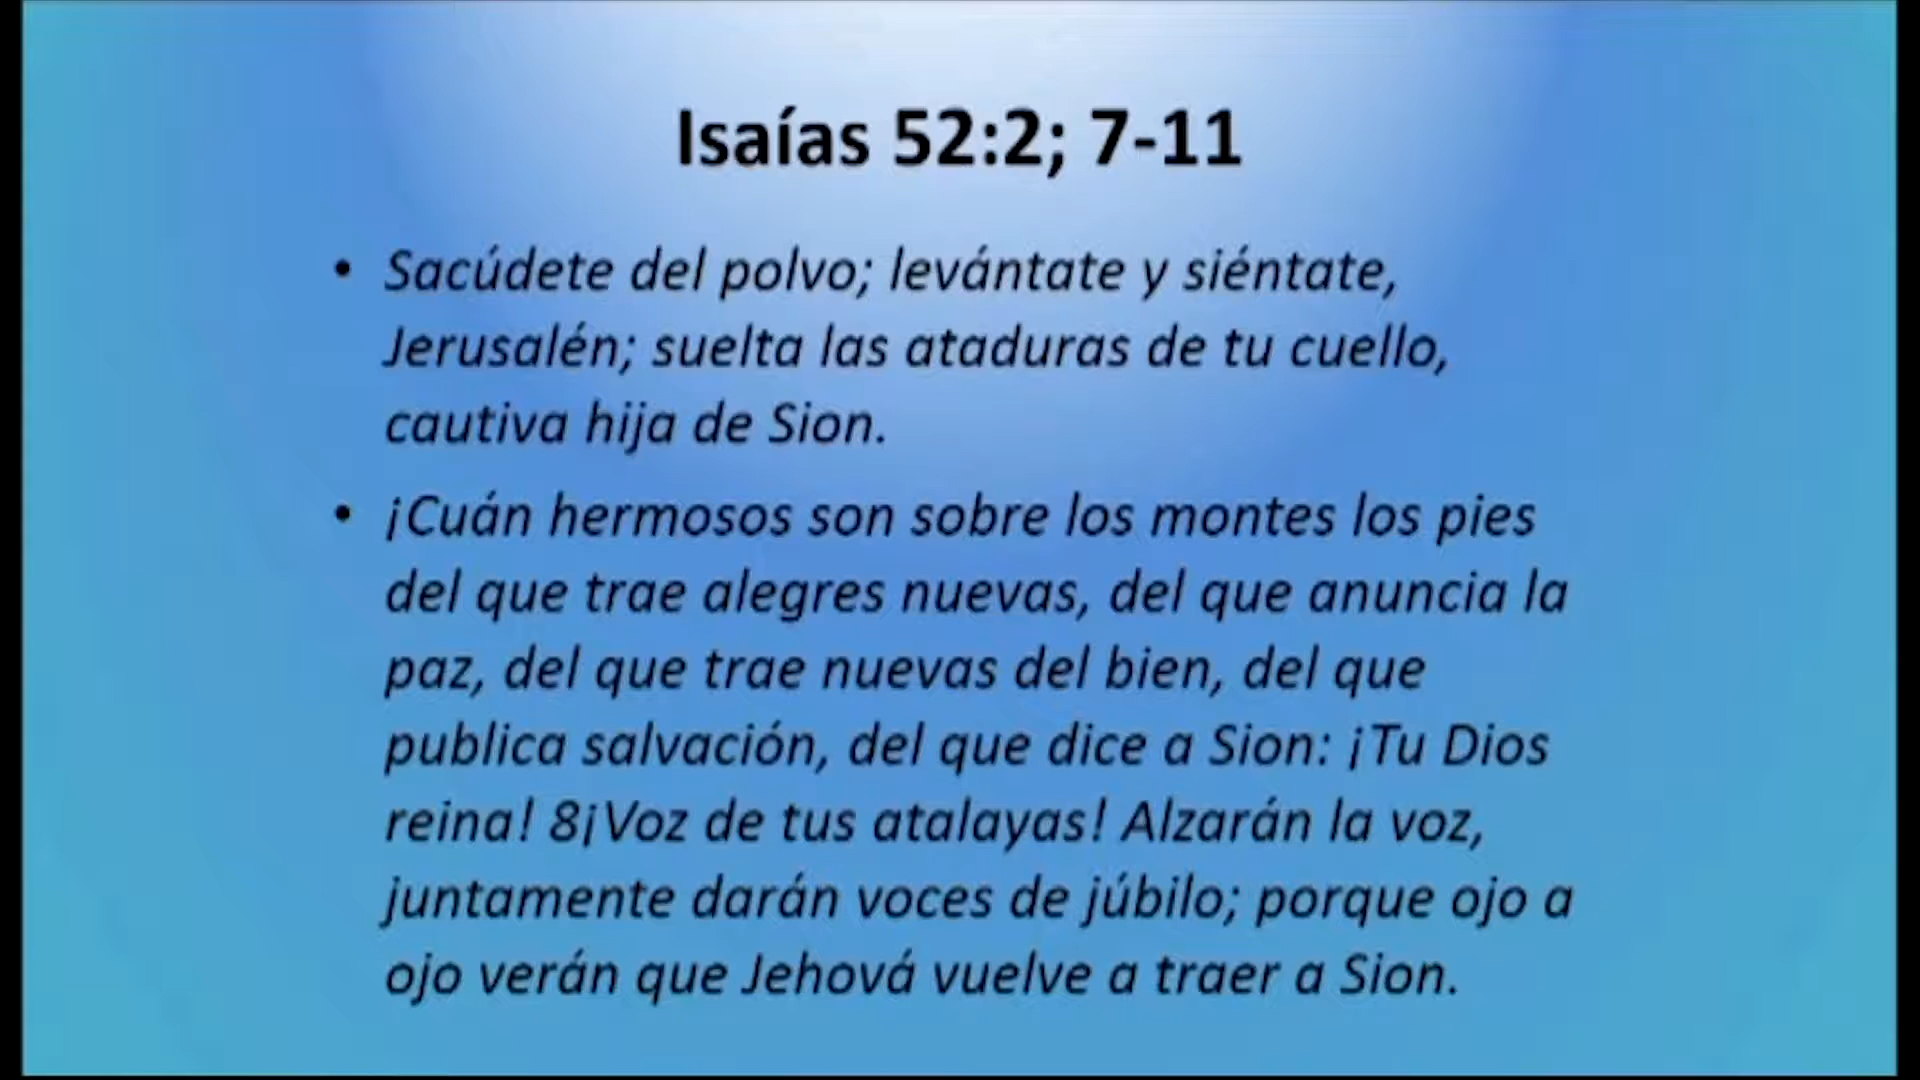 Isaías 52:2; 7-11
• Sacúdete del polvo; levántate y siéntate,
Jerusalén; suelta las ataduras de tu cuello,
cautiva hija de Sion.
• ¡Cuán hermosos son sobre los montes los pies
del que trae alegres nuevas, del que anuncia la
paz, del que trae nuevas del bien, del que
publica salvación, del que dice a Sion: ¡Tu Dios
reina! 8¡Voz de tus atalayas! Alzarán la voz,
juntamente darán voces de júbilo; porque ojo a
ojo verán que Jehová vuelve a traer a Sion.